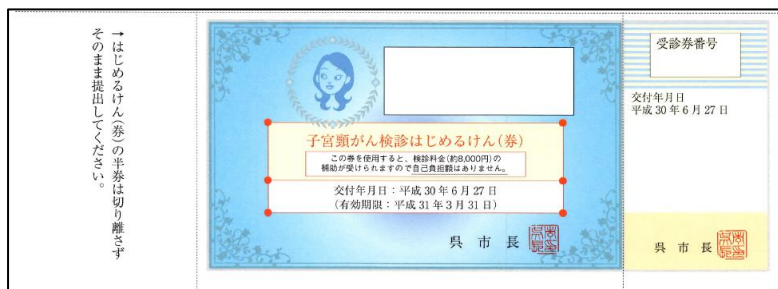 →はじめるけん(券)の半券は切り離さず
そのまま提出してください。
子宮頸がん検診はじめるけん(券)
この券を使用すると、検診料金(約8,000円)の
補助が受けられますので自己負担額はありません。
交付年月日:平成30年6月27日
(有効期限:平成31年3月31日)
呉市長
受診券番号
交付年月日
平成30年6月27日
呉市長